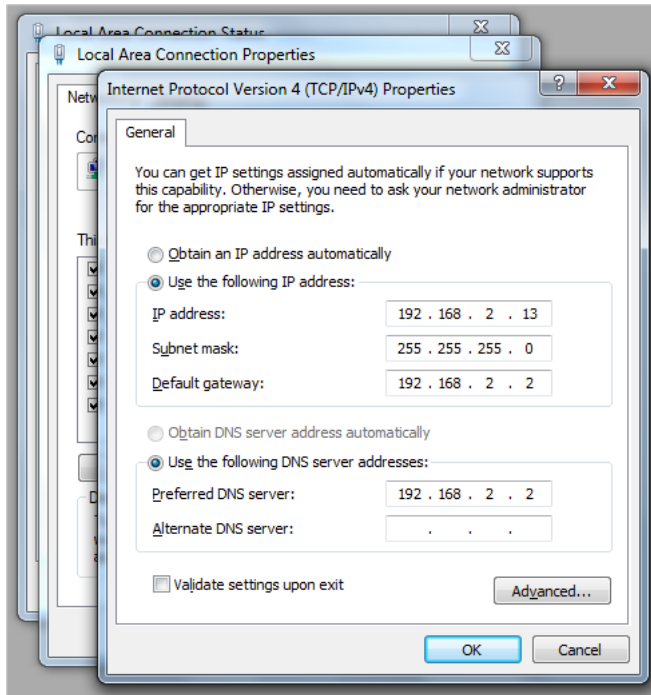 Local Area Connection Status
Local Area Connection Properties
Internet Protocol Version 4 (TCP/IPv4) Properties
General
You can get IP settings assigned automatically if your network supports
this capability. Otherwise, you need to ask your network administrator
for the appropriate IP settings.
Obtain an IP address automatically
Use the following IP address:
IP address: 192 . 168 . 2 . 13
Subnet mask: 255 . 255 . 255 . 0
Default gateway: 192 . 168 . 2 . 2
Obtain DNS server address automatically
Use the following DNS server addresses:
Preferred DNS server: 192 . 168 . 2 . 2
Alternate DNS server: . . .
Validate settings upon exit
Advanced...
OK Cancel